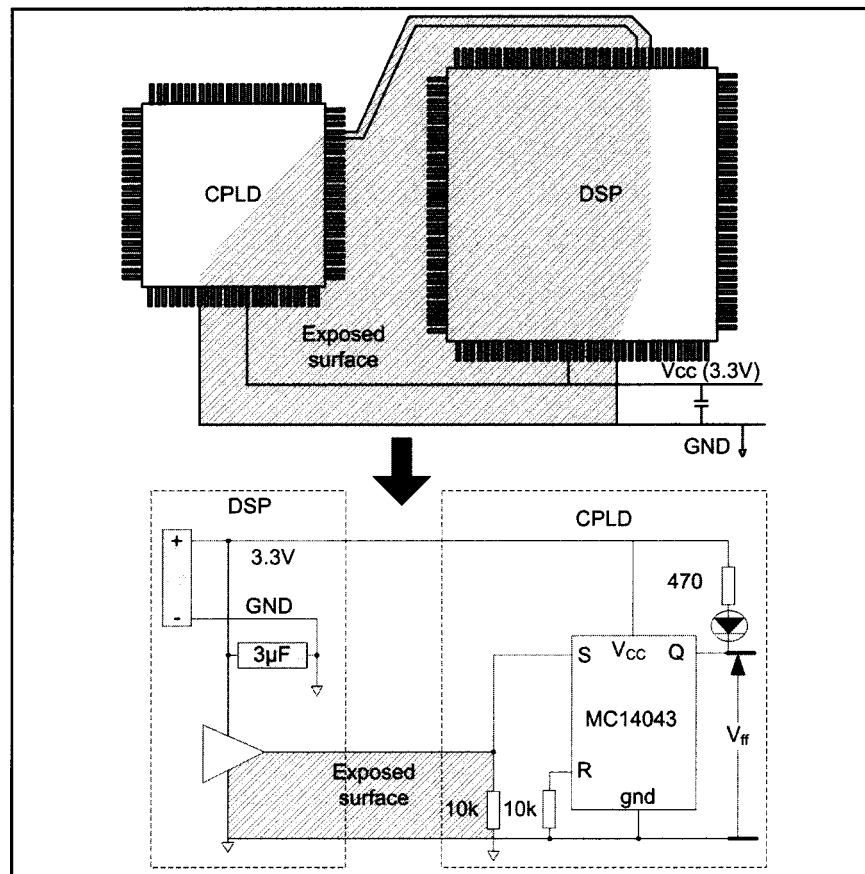 CPLD
DSP
Exposed
surface
Vcc (3.3V)
GND
DSP
CPLD
+
3.3V
470
GND
-
3µF
S
VCC
Q
MC14043
Vff
R
Exposed
surface
10k
10k
gnd